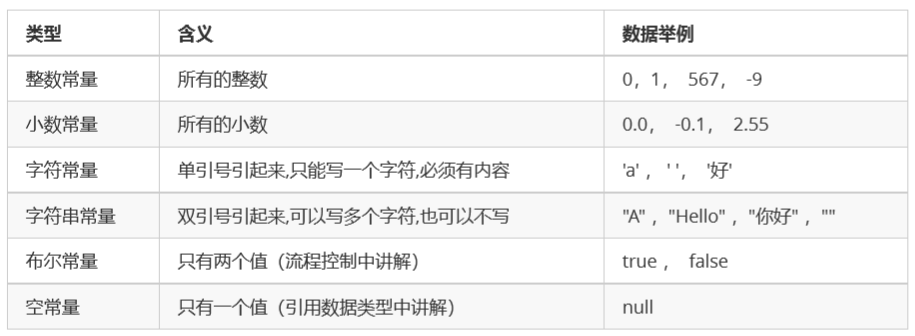 类型 含义 数据举例
整数常量 所有的整数 0，1， 567， -9
小数常量 所有的小数 0.0， -0.1， 2.55
字符常量 单引号引起来,只能写一个字符,必须有内容 'a' ，' '， '好'
字符串常量 双引号引起来,可以写多个字符,也可以不写 "A" ，"Hello" ，"你好" ，""
布尔常量 只有两个值（流程控制中讲解） true ， false
空常量 只有一个值（引用数据类型中讲解） null